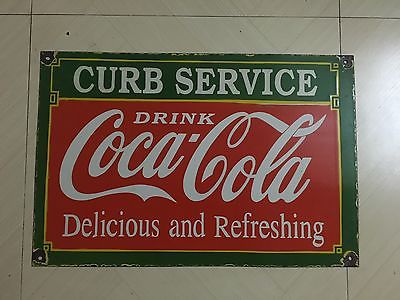 CURB SERVICE
DRINK
Coca-Cola
Delicious and Refreshing